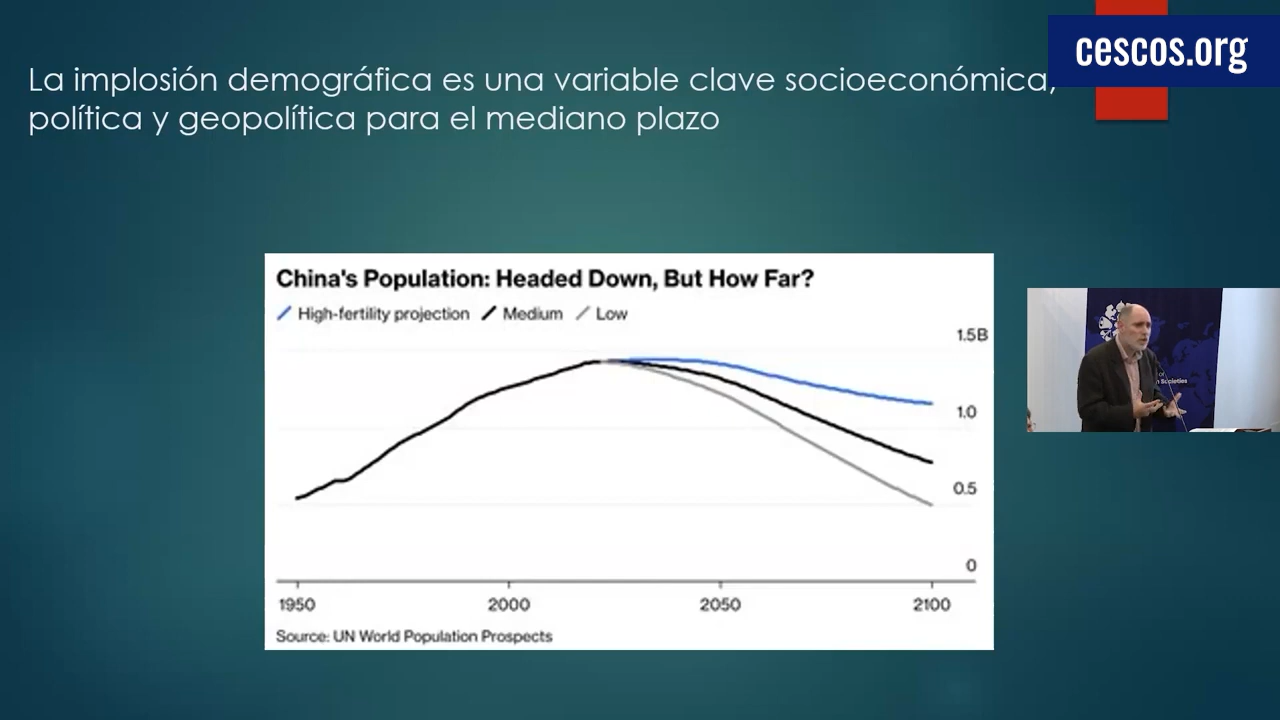 cescos.org
La implosión demográfica es una variable clave socioeconómica,
política y geopolítica para el mediano plazo
China's Population: Headed Down, But How Far?
High-fertility projection Medium Low
1.5B
1.0
0.5
0
1950 2000 2050 2100
Source: UN World Population Prospects
of
Societies